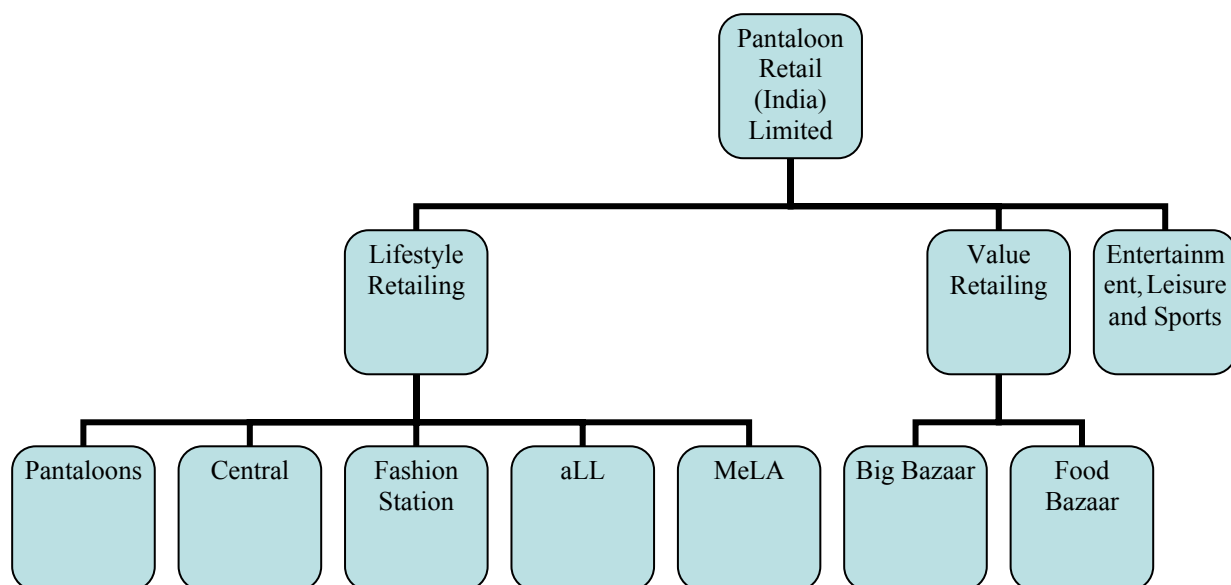 Pantaloon
Retail
(India)
Limited
Lifestyle
Retailing
Value
Retailing
Entertainm
ent, Leisure
and Sports
Pantaloons
Central
Fashion
Station
aLL
MeLA
Big Bazaar
Food
Bazaar